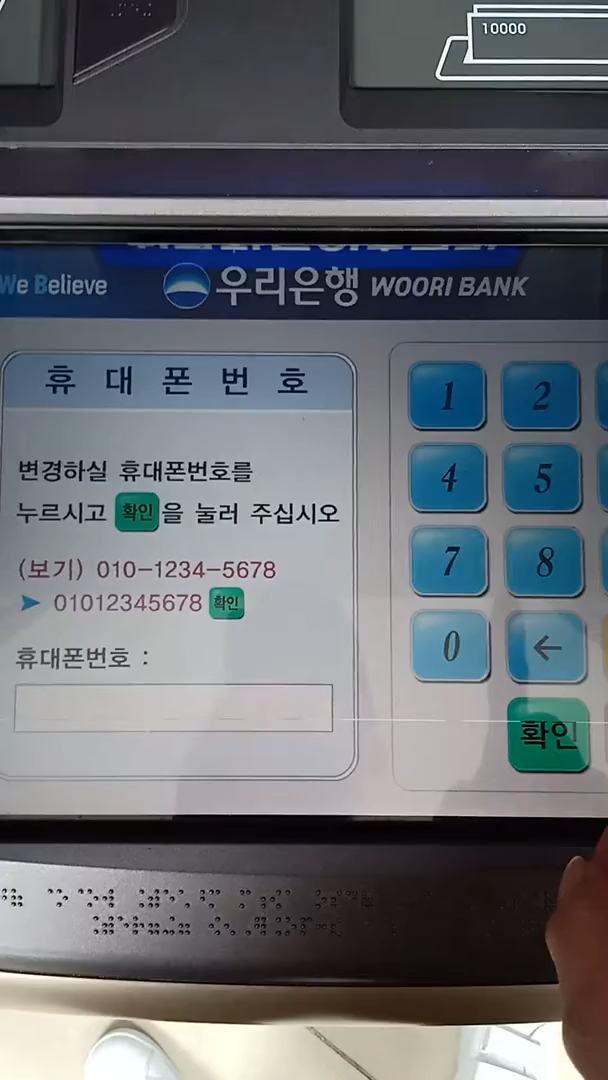 10000
We Believe 우리은행 WOORI BANK
휴대폰번호
변경하실 휴대폰번호를
누르시고 확인 을 눌러 주십시오
(보기) 010-1234-5678
➤ 01012345678 확인
휴대폰번호 :
1 2
4 5
7 8
0 ←
확인